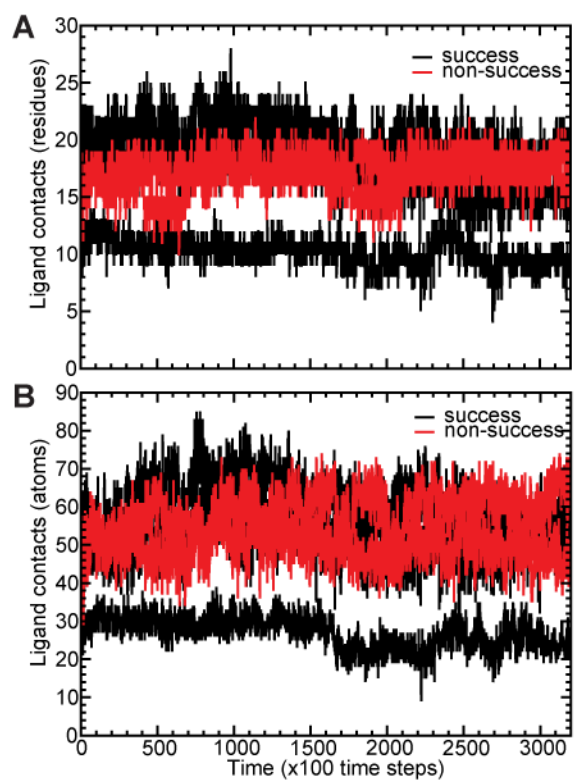 A
Ligand contacts (residues)
30
25
20
15
10
5
0
success
non-success
B
Ligand contacts (atoms)
90
80
70
60
50
40
30
20
10
0
success
non-success
0 500 1000 1500 2000 2500 3000
Time (x100 time steps)